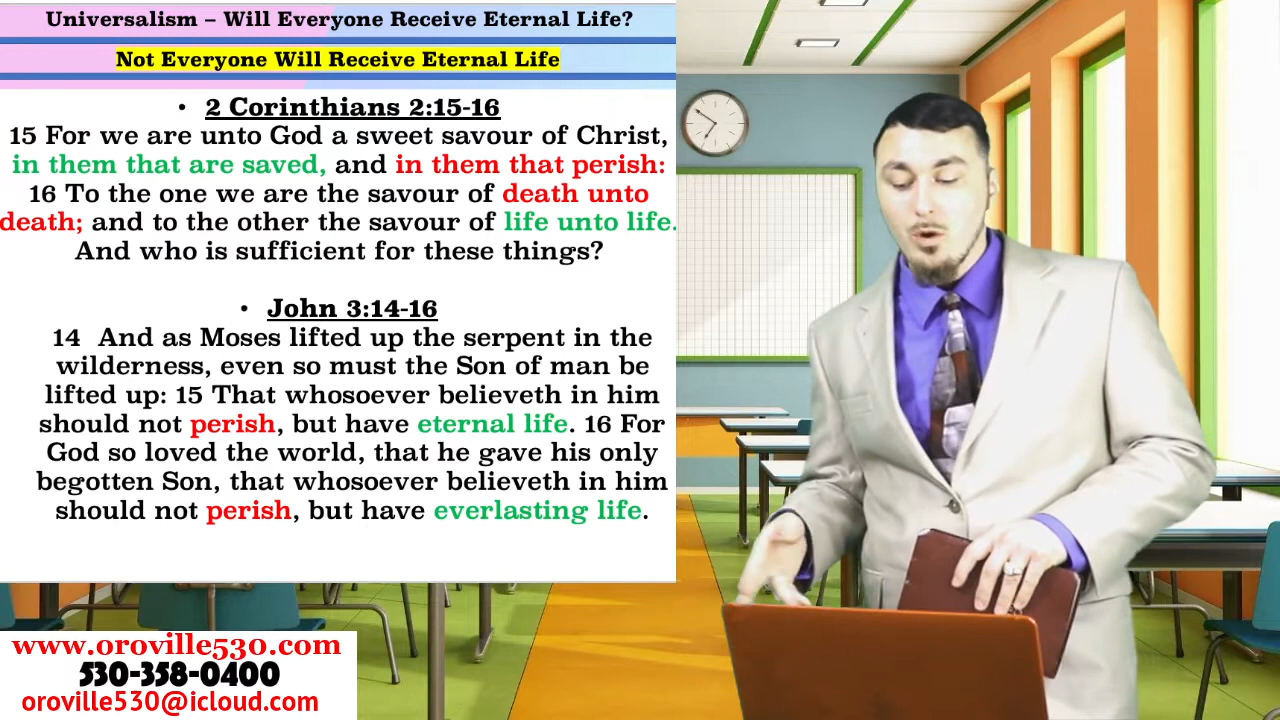 Universalism – Will Everyone Receive Eternal Life?
Not Everyone Will Receive Eternal Life
• 2 Corinthians 2:15-16
15 For we are unto God a sweet savour of Christ,
in them that are saved, and in them that perish:
16 To the one we are the savour of death unto
death; and to the other the savour of life unto life.
And who is sufficient for these things?
• John 3:14-16
14 And as Moses lifted up the serpent in the
wilderness, even so must the Son of man be
lifted up: 15 That whosoever believeth in him
should not perish, but have eternal life. 16 For
God so loved the world, that he gave his only
begotten Son, that whosoever believeth in him
should not perish, but have everlasting life.
www.oroville530.com
530-358-0400
oroville530@icloud.com